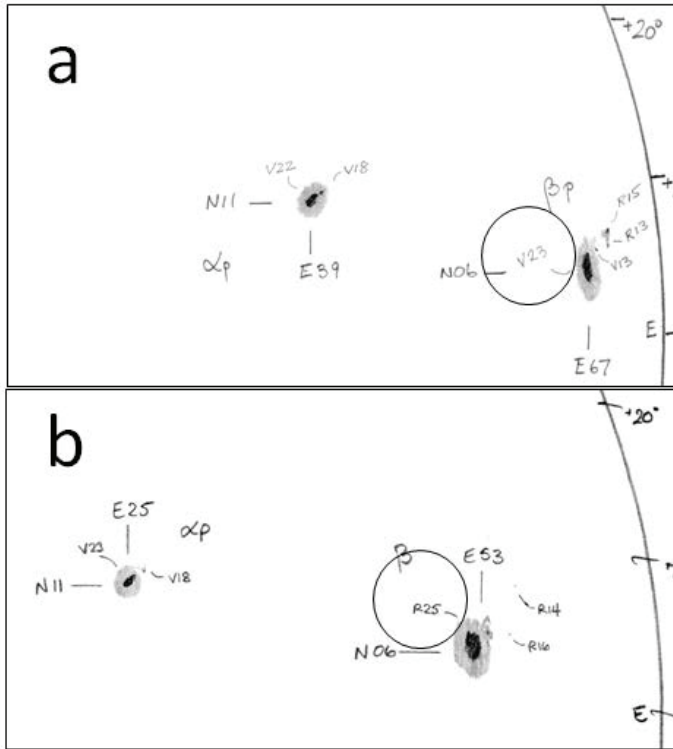 a
+20°
V22 V18
N11
αp E39
βp R15
R13
N06 V23 V13
E
E67
b
+20°
E25 αp
V23 V18
N11
β E53
R25 R14
R16
N06
E